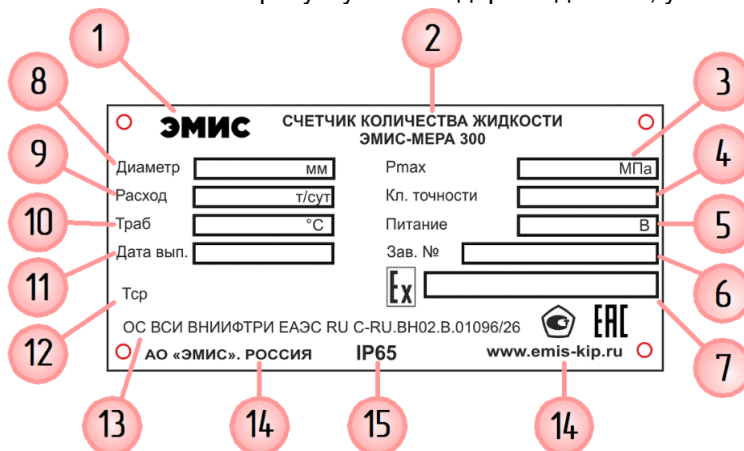 1
2
3
8
ЭМИС
СЧЕТЧИК КОЛИЧЕСТВА ЖИДКОСТИ
ЭМИС-МЕРА 300
4
9
Диаметр мм
Pmax МПа
Расход т/сут
Кл. точности
10
Траб °C
Питание В
5
Дата вып.
Зав. №
11
6
Ex
Тср
12
ОС ВСИ ВНИИФТРИ ЕАЭС RU C-RU.ВН02.В.01096/26
EAC
7
АО «ЭМИС». РОССИЯ
IP65
www.emis-kip.ru
13
14
15
14